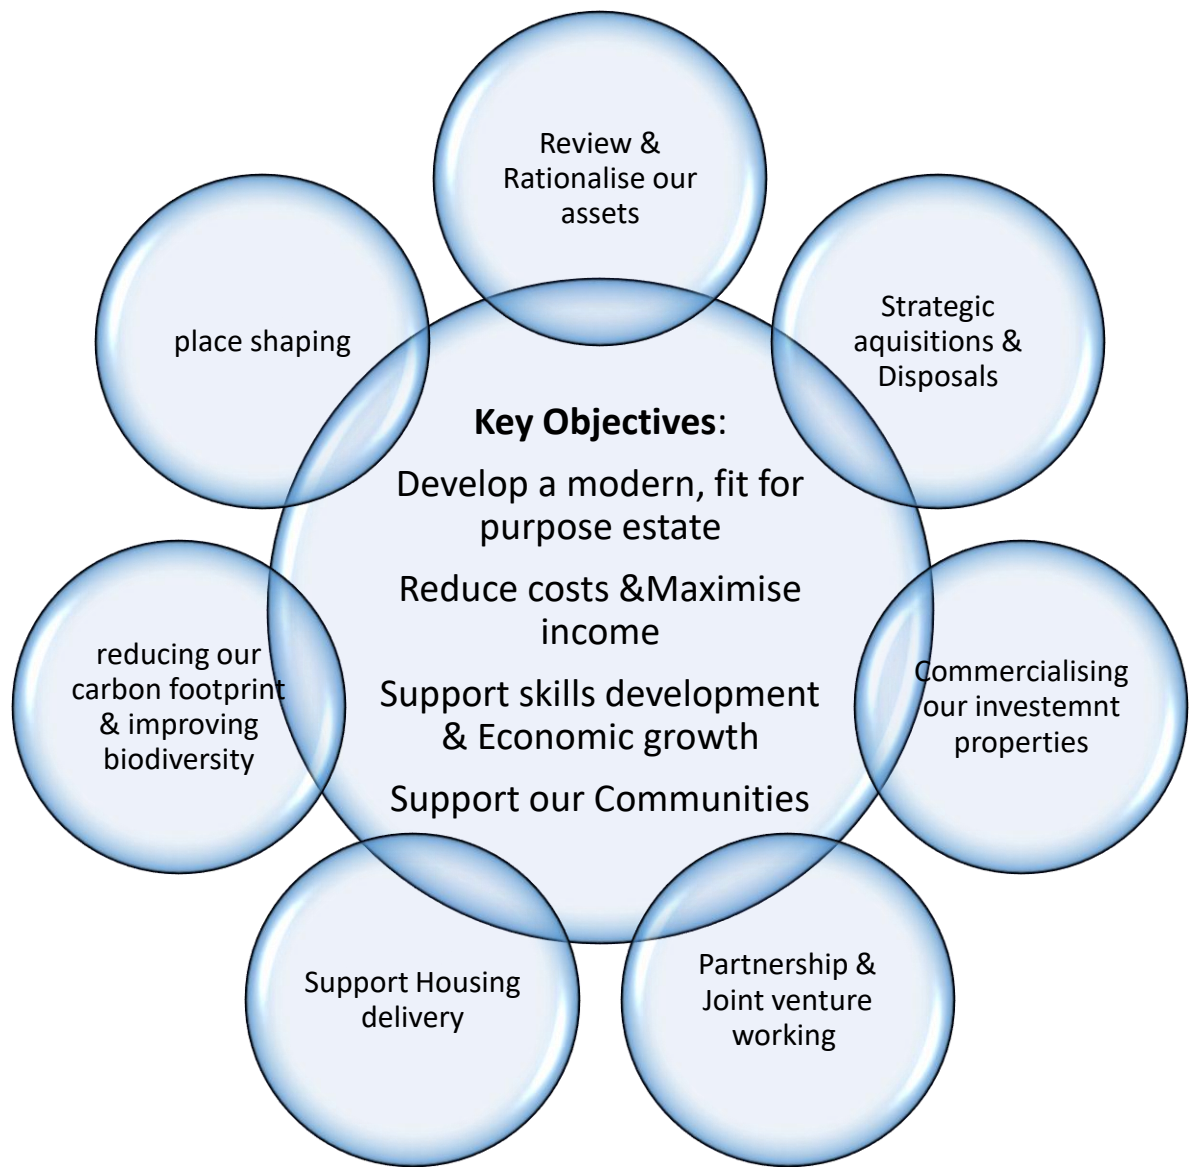 Review &
Rationalise our
assets
Strategic
aquisitions &
Disposals
Commercialising
our investemnt
properties
Partnership &
Joint venture
working
Support Housing
delivery
reducing our
carbon footprint
& improving
biodiversity
place shaping
Key Objectives:
Develop a modern, fit for
purpose estate
Reduce costs &Maximise
income
Support skills development
& Economic growth
Support our Communities